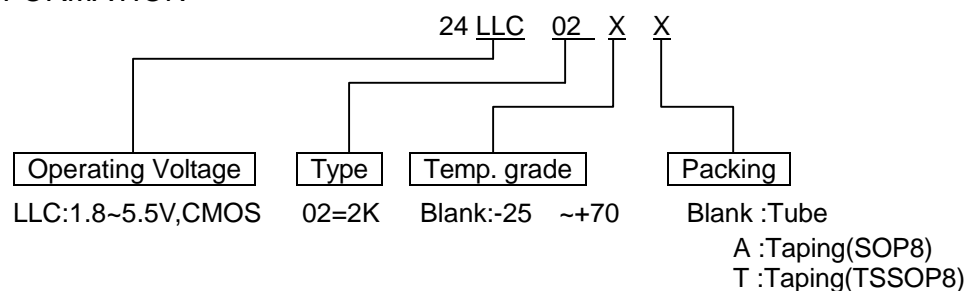 24 LLC 02 X X
Operating Voltage Type Temp. grade Packing
LLC:1.8~5.5V,CMOS 02=2K Blank:-25 ~+70 Blank :Tube
A :Taping(SOP8)
T :Taping(TSSOP8)